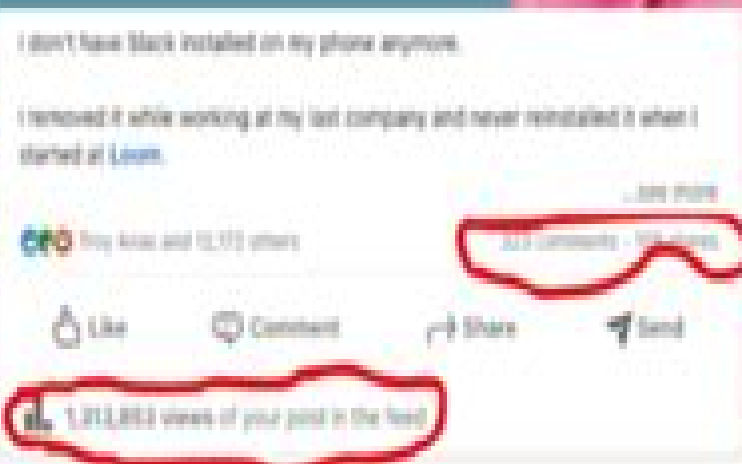 I don't have Slack installed on my phone anymore.
I removed it while working at my last company and never reinstalled it when I
started at Loom.
...see more
and others
comments shares
Like Comment Share Send
views of your post in the feed